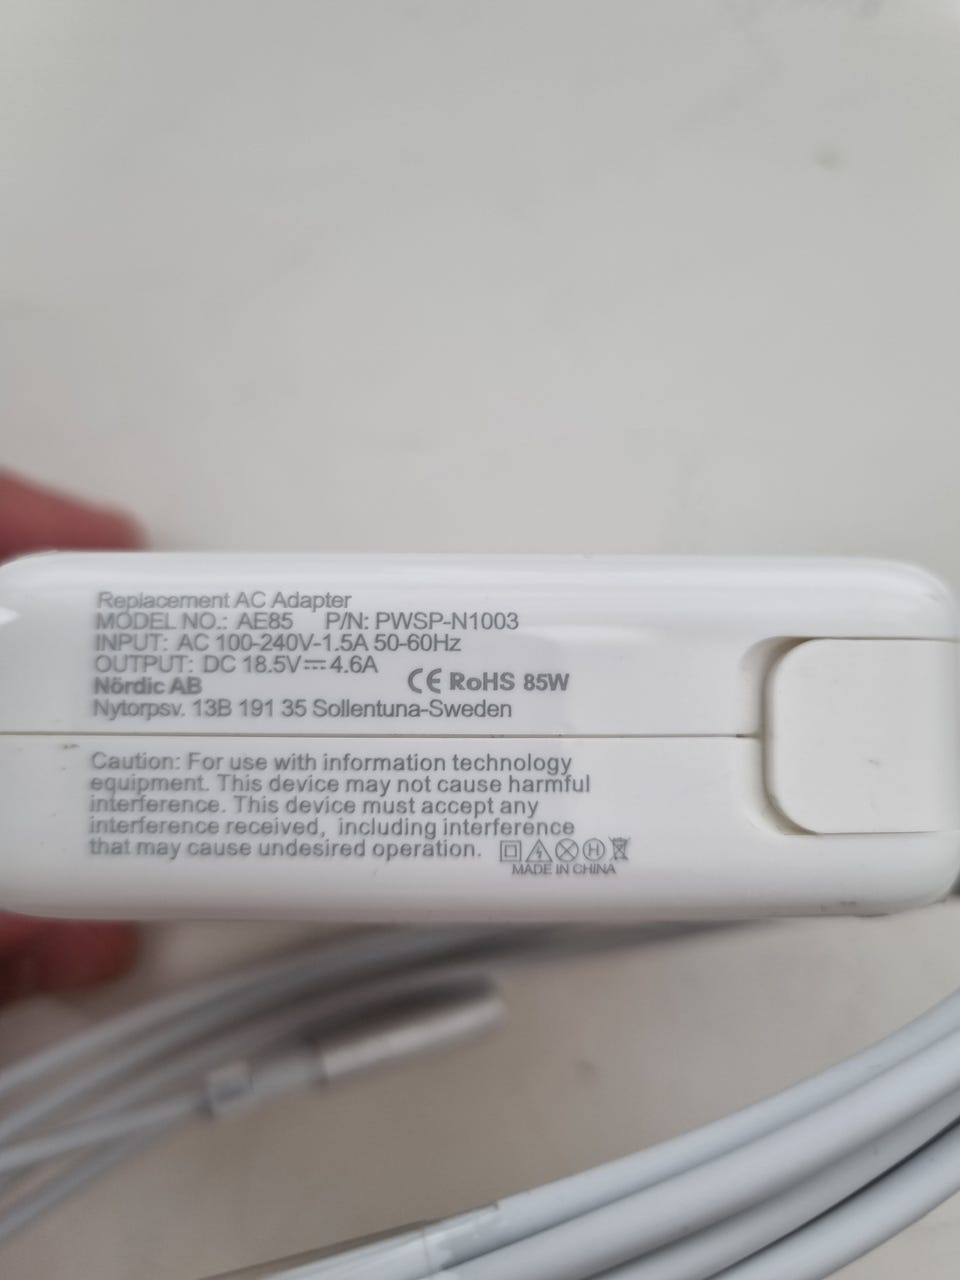 Replacement AC Adapter
MODEL NO.: AE85 P/N: PWSP-N1003
INPUT: AC 100-240V-1.5A 50-60Hz
OUTPUT: DC 18.5V⎓4.6A
Nördic AB CE RoHS 85W
Nytorpsv. 13B 191 35 Sollentuna-Sweden
Caution: For use with information technology
equipment. This device may not cause harmful
interference. This device must accept any
interference received, including interference
that may cause undesired operation. H
MADE IN CHINA